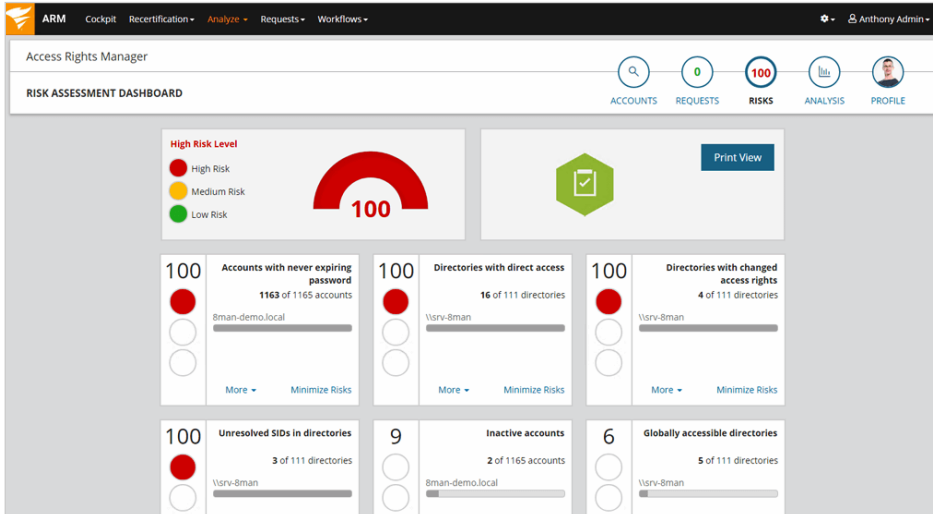 ARM Cockpit Recertification Analyze Requests Workflows Anthony Admin
Access Rights Manager
0 100
ACCOUNTS REQUESTS RISKS ANALYSIS PROFILE
RISK ASSESSMENT DASHBOARD
High Risk Level
High Risk
Medium Risk
Low Risk
100
Print View
100
Accounts with never expiring
password
1163 of 1165 accounts
8man-demo.local
More Minimize Risks
100
Directories with direct access
16 of 111 directories
\\srv-8man
More Minimize Risks
100
Directories with changed
access rights
4 of 111 directories
\\srv-8man
More Minimize Risks
100
Unresolved SIDs in directories
3 of 111 directories
\\srv-8man
9
Inactive accounts
2 of 1165 accounts
8man-demo.local
6
Globally accessible directories
5 of 111 directories
\\srv-8man